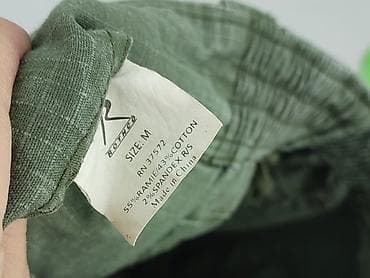 ROTHCO
SIZE: M
RN 37572
55%RAMIE/43%COTTON
2%SPANDEX R/S
Made in China